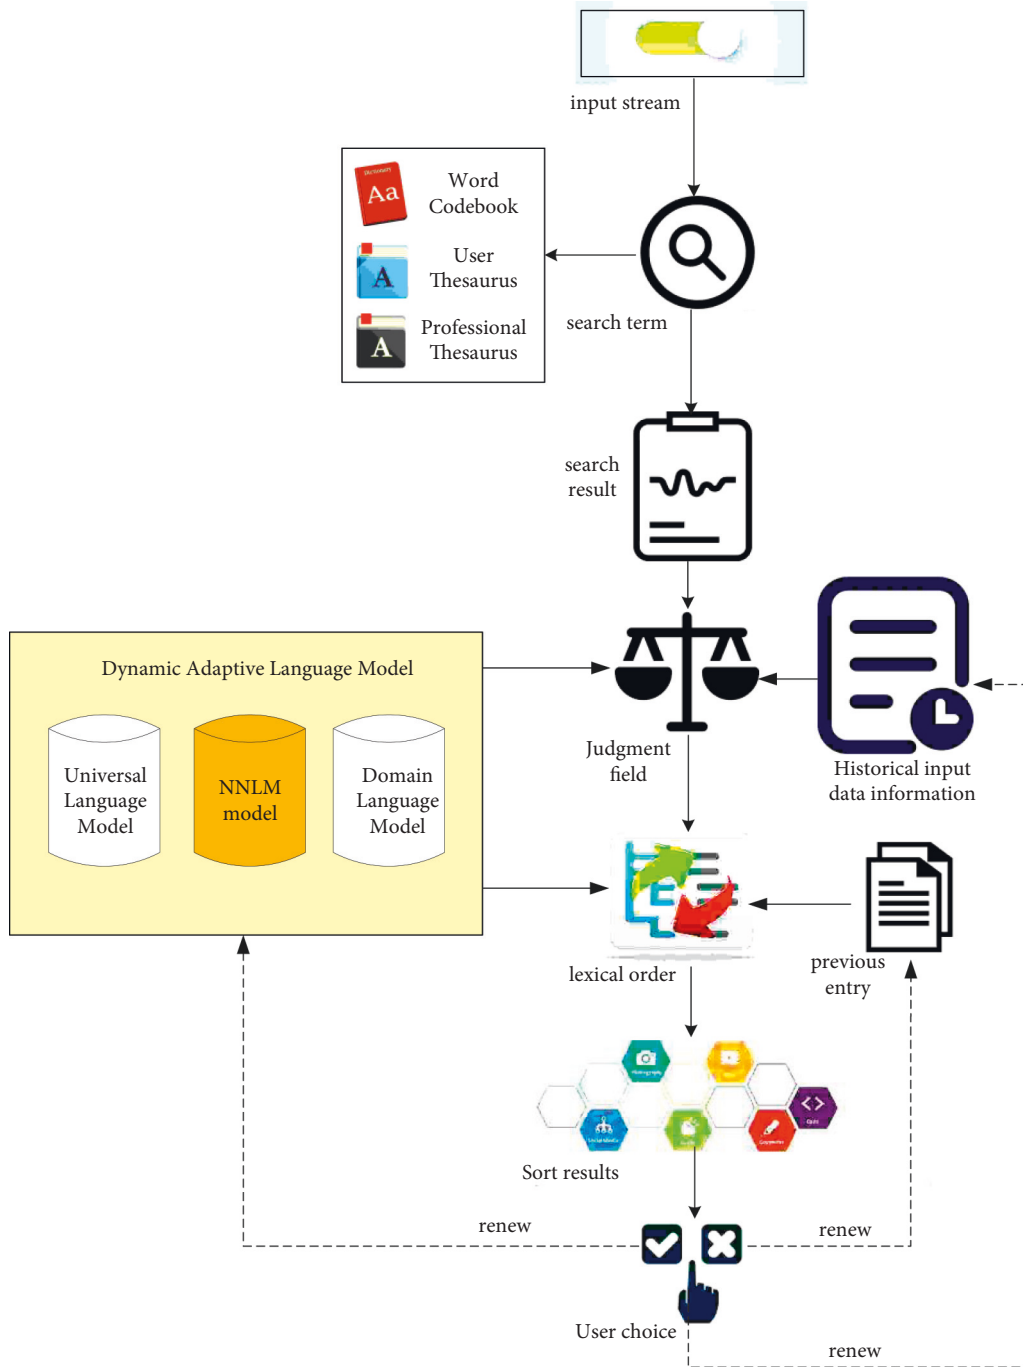 input stream
Dictionary
Aa
Word
Codebook
A
User
Thesaurus
A
Professional
Thesaurus
search term
search
result
Dynamic Adaptive Language Model
Universal
Language
Model
NNLM
model
Domain
Language
Model
Judgment
field
Historical input
data information
lexical order
previous
entry
Sort results
renew
renew
User choice
renew